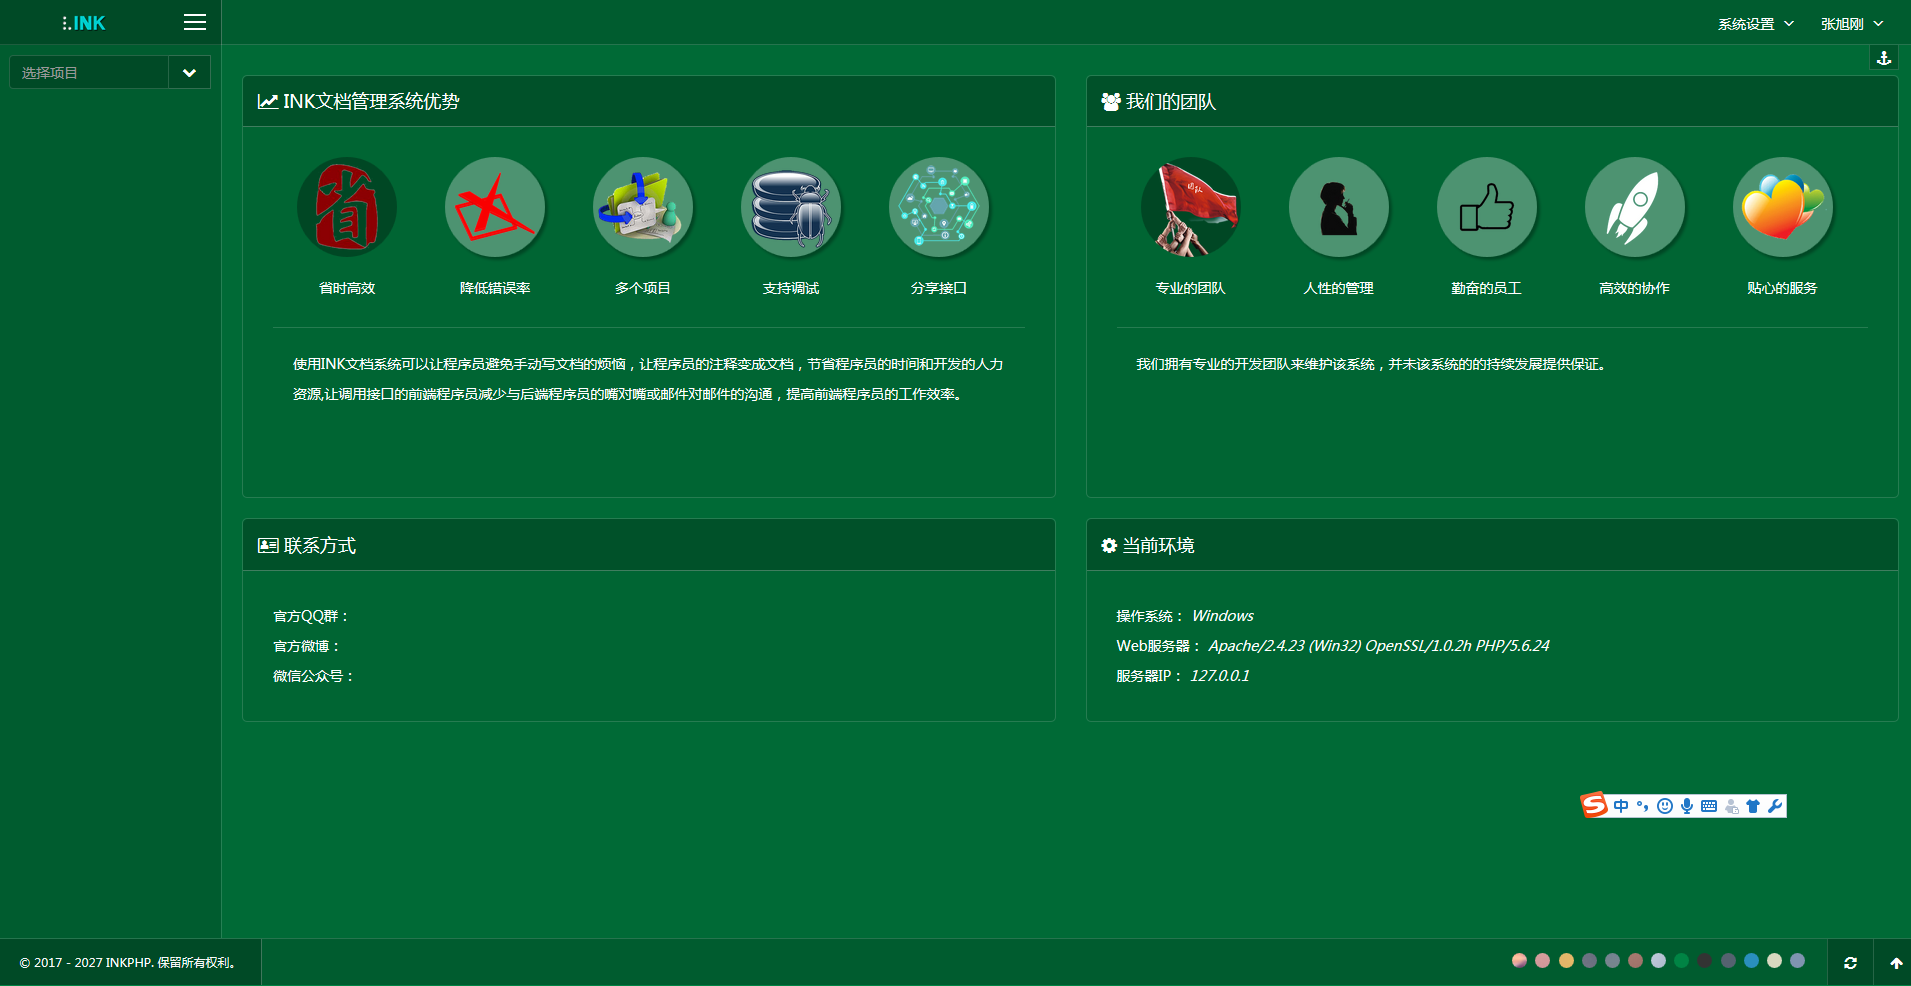 INK
系统设置
张旭刚
选择项目
INK文档管理系统优势
省
省时高效
降低错误率
多个项目
支持调试
分享接口
使用INK文档系统可以让程序员避免手动写文档的烦恼，让程序员的注释变成文档，节省程序员的时间和开发的人力
资源,让调用接口的前端程序员减少与后端程序员的嘴对嘴或邮件对邮件的沟通，提高前端程序员的工作效率。
我们的团队
团队
专业的团队
人性的管理
勤奋的员工
高效的协作
贴心的服务
我们拥有专业的开发团队来维护该系统，并未该系统的的持续发展提供保证。
联系方式
官方QQ群：
官方微博：
微信公众号：
当前环境
操作系统： Windows
Web服务器： Apache/2.4.23 (Win32) OpenSSL/1.0.2h PHP/5.6.24
服务器IP： 127.0.0.1
S 中 °,
© 2017 - 2027 INKPHP. 保留所有权利。